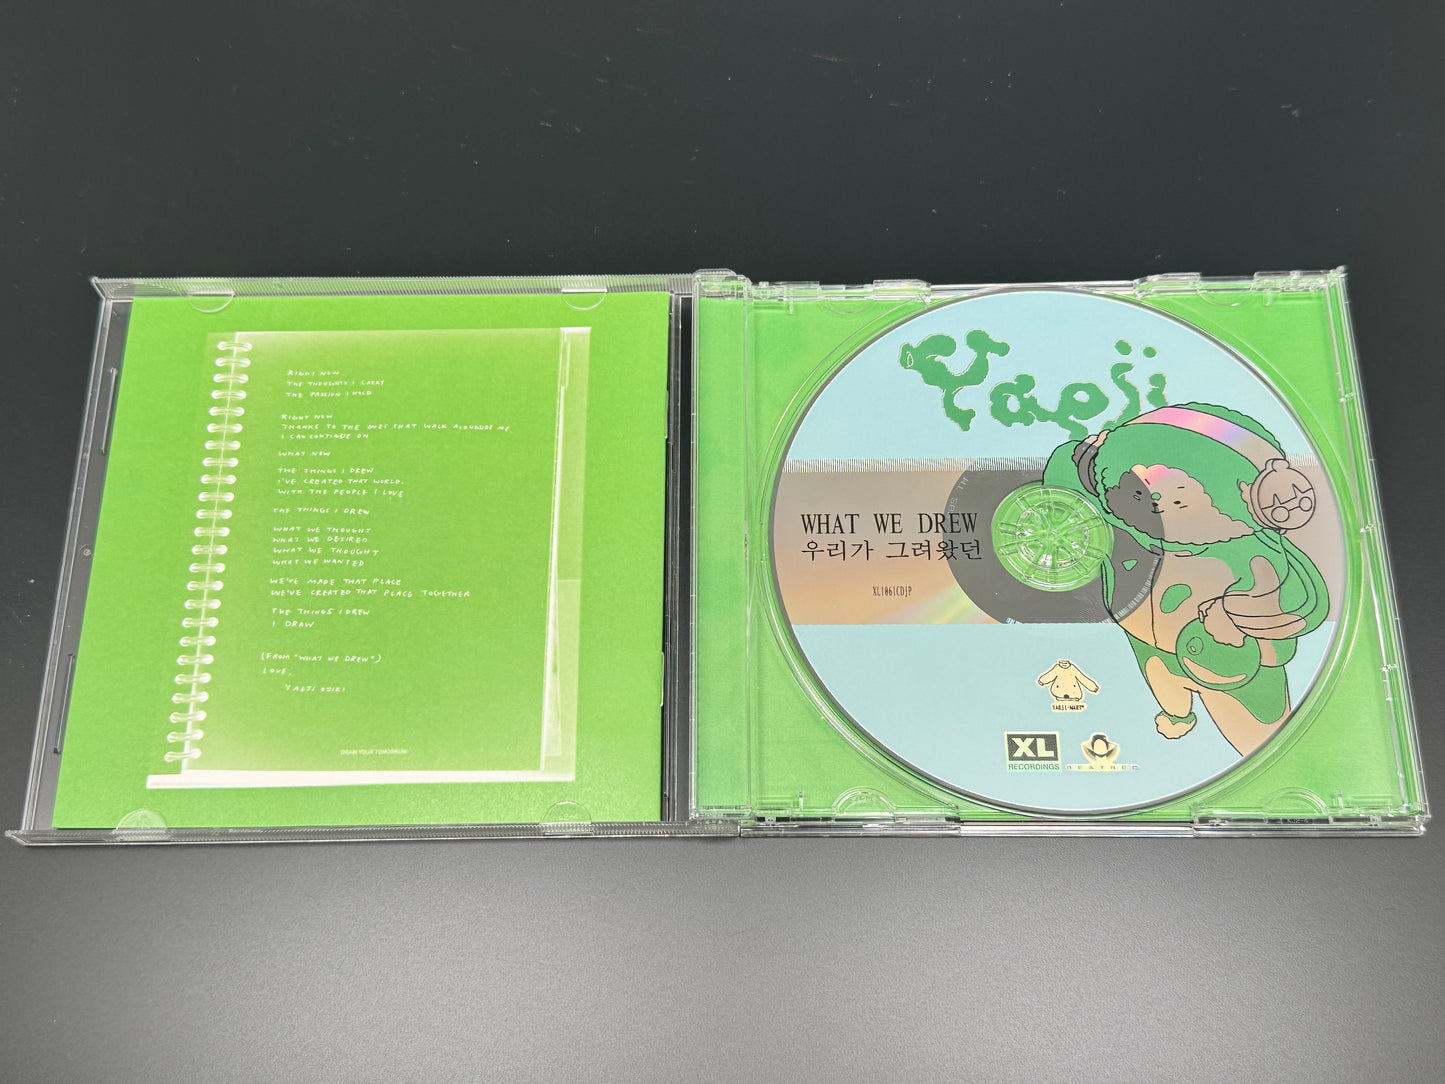 RIGHT NOW
THE THOUGHTS I CARRY
THE PASSION I HOLD
RIGHT NOW
THANKS TO THE ONES THAT WALK ALONGSIDE ME
I CAN CONTINUE ON
WHAT NOW
THE THINGS I DREW
I'VE CREATED THAT WORLD,
WITH THE PEOPLE I LOVE
THE THINGS I DREW
WHAT WE THOUGHT
WHAT WE DESIRED
WHAT WE THOUGHT
WHAT WE WANTED
WE'VE MADE THAT PLACE
WE'VE CREATED THAT PLACE TOGETHER
THE THINGS I DREW
I DRAW
(FROM "WHAT WE DREW")
LOVE,
YAEJI
DRAW YOUR TOMORROW
Yaeji
WHAT WE DREW
우리가 그려왔던
XL1061CDJP
YAEJI-MART
XL
RECORDINGS
BEATREC